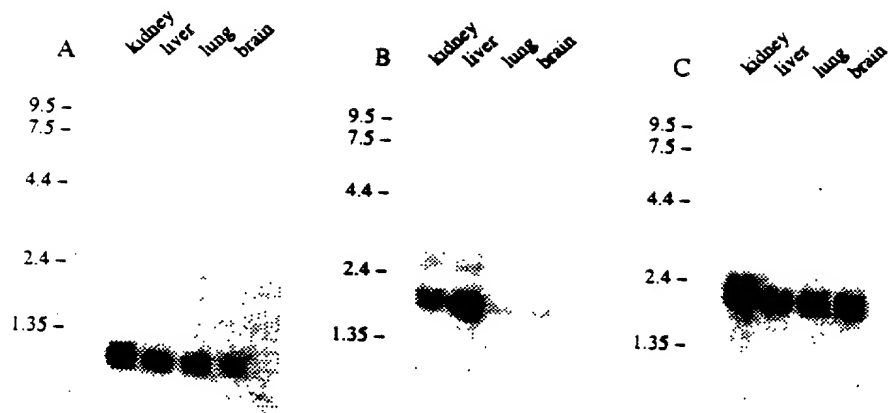 A
kidney
liver
lung
brain
9.5 –
7.5 –
4.4 –
2.4 –
1.35 –
B
kidney
liver
lung
brain
9.5 –
7.5 –
4.4 –
2.4 –
1.35 –
C
kidney
liver
lung
brain
9.5 –
7.5 –
4.4 –
2.4 –
1.35 –